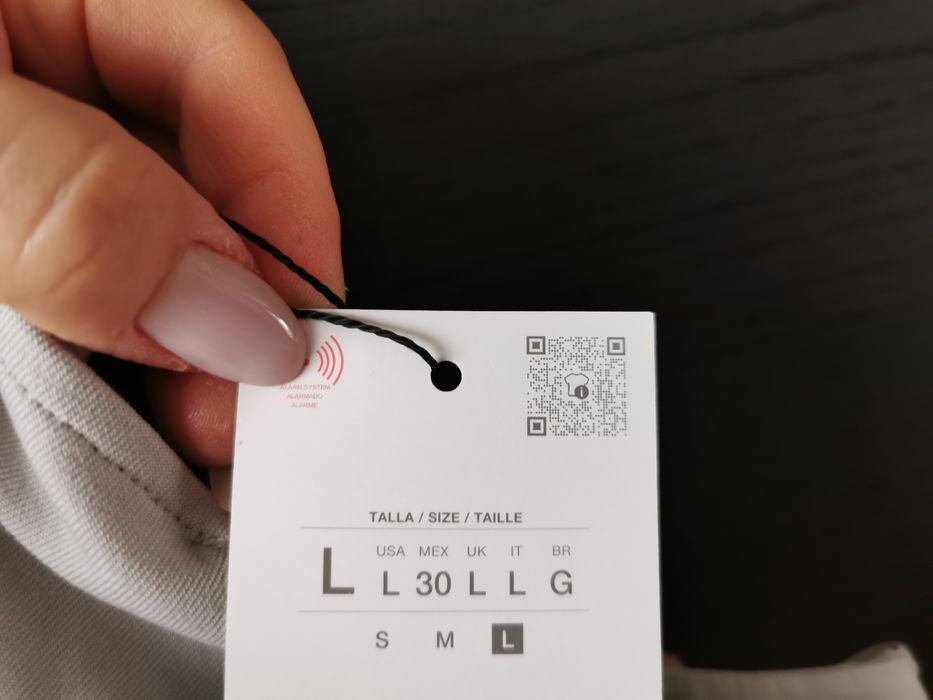 ALARM SYSTEM
ALARMADO
ALARME
TALLA / SIZE / TAILLE
L
USA MEX UK IT BR
L 30 L L G
S M L